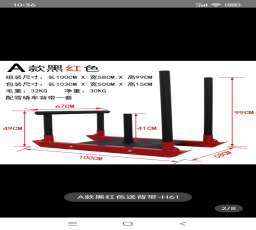 10:36
A款黑红色
组装尺寸：长100CM X 宽58CM X 高99CM
包装尺寸：长103CM X 宽50CM X 高15CM
毛重：32KG 净重：30KG
配雪橇车背带一套
67CM
99CM
49CM
41CM
100CM
58CM
A款黑红色送背带-H61
2/8